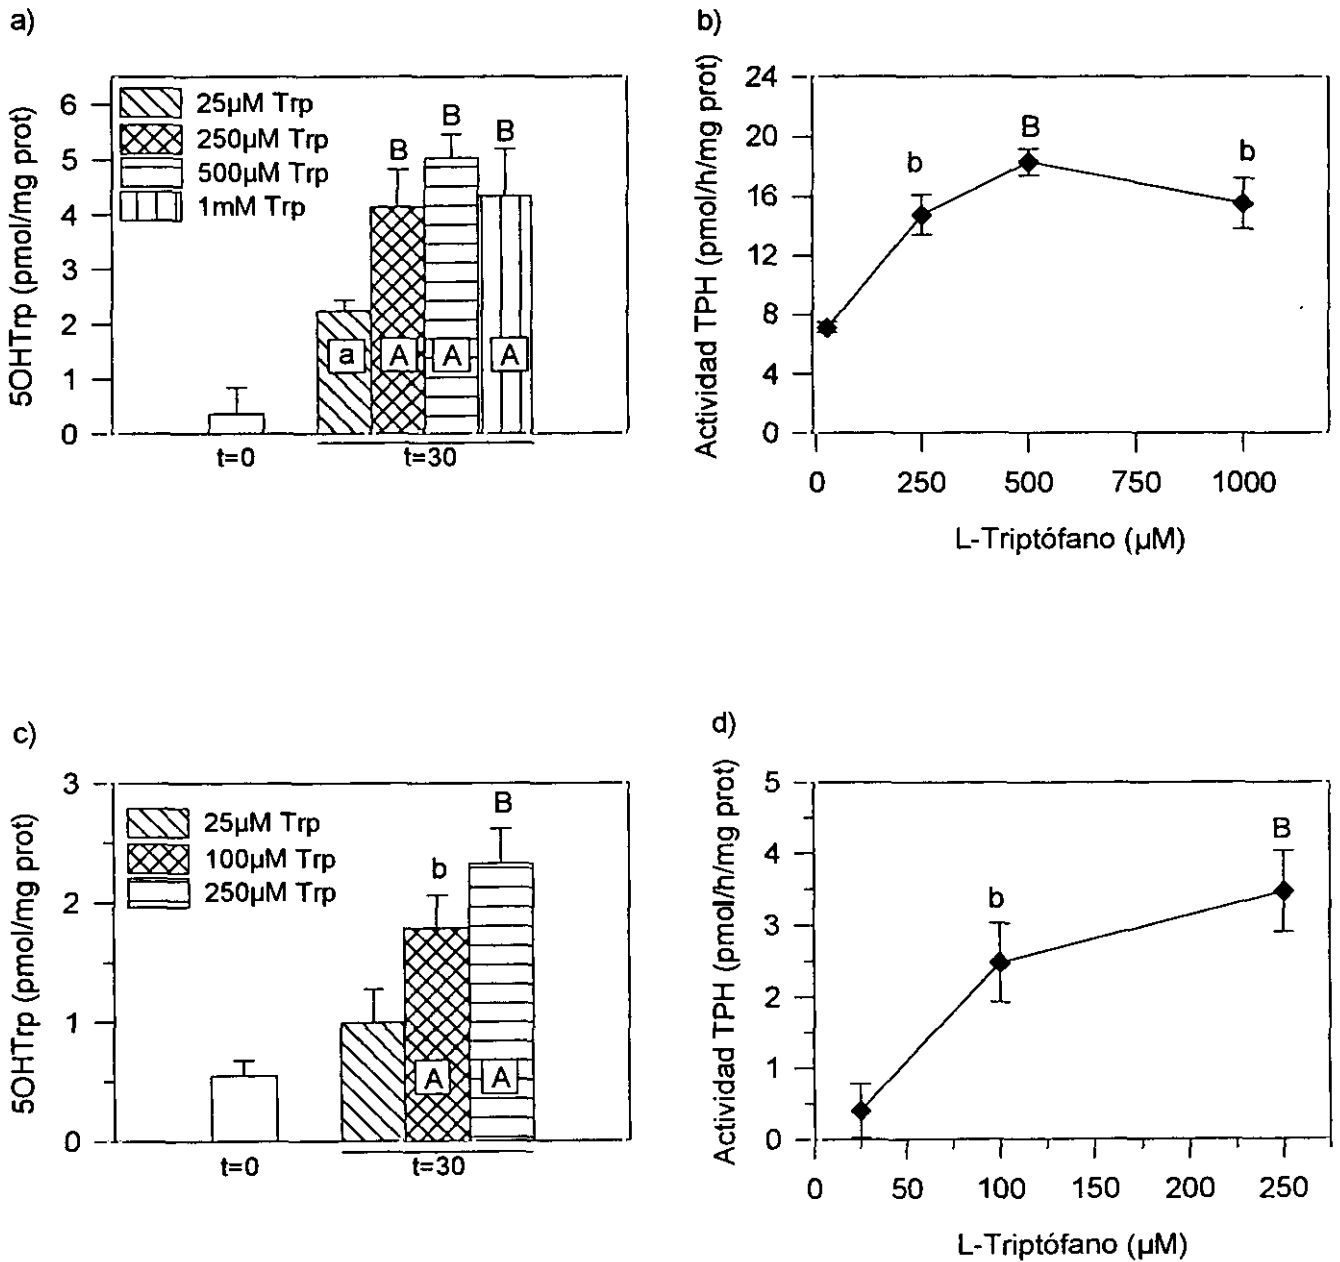 a)
5OHTrp (pmol/mg prot)
6
5
4
3
2
1
0
25µM Trp
250µM Trp
500µM Trp
1mM Trp
B
B
B
a
A
A
A
t=0
t=30
b)
Actividad TPH (pmol/h/mg prot)
24
20
16
12
8
4
0
b
B
b
0 250 500 750 1000
L-Triptófano (µM)
c)
5OHTrp (pmol/mg prot)
3
2
1
0
25µM Trp
100µM Trp
250µM Trp
b
B
A
A
t=0
t=30
d)
Actividad TPH (pmol/h/mg prot)
5
4
3
2
1
0
b
B
0 50 100 150 200 250
L-Triptófano (µM)